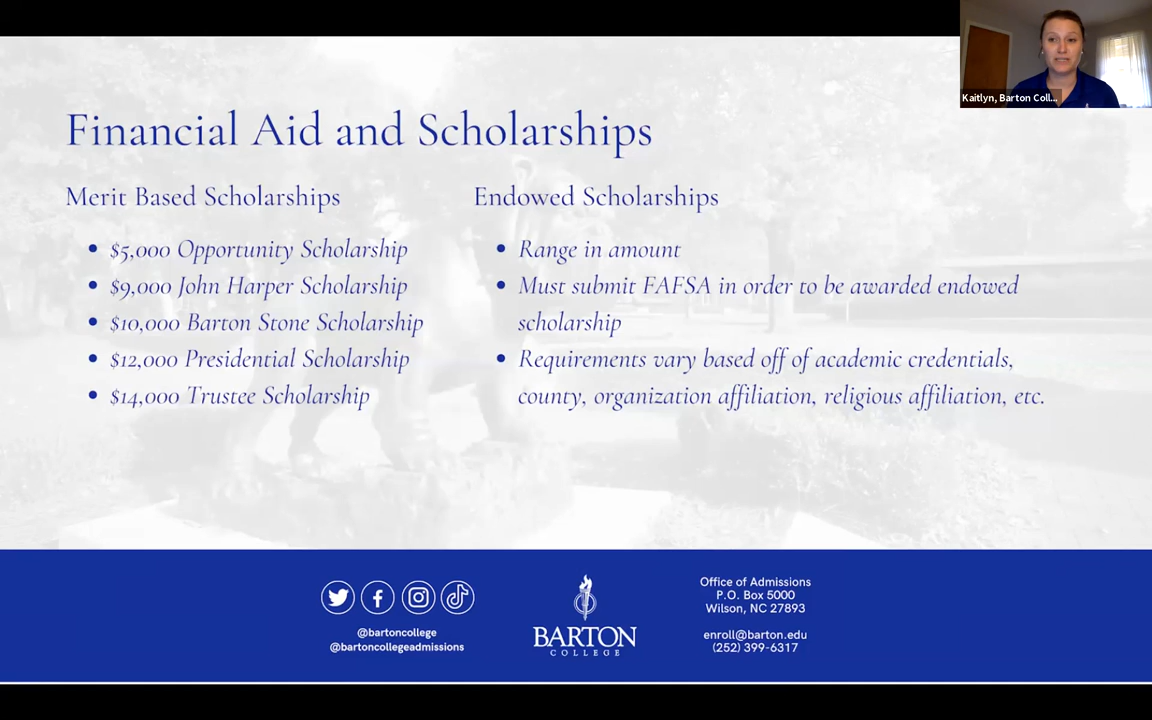 Kaitlyn, Barton Coll...
Financial Aid and Scholarships
Merit Based Scholarships
$5,000 Opportunity Scholarship
$9,000 John Harper Scholarship
$10,000 Barton Stone Scholarship
$12,000 Presidential Scholarship
$14,000 Trustee Scholarship
Endowed Scholarships
Range in amount
Must submit FAFSA in order to be awarded endowed
scholarship
Requirements vary based off of academic credentials,
county, organization affiliation, religious affiliation, etc.
@bartoncollege
@bartoncollegeadmissions
BARTON
COLLEGE
Office of Admissions
P.O. Box 5000
Wilson, NC 27893
enroll@barton.edu
(252) 399-6317